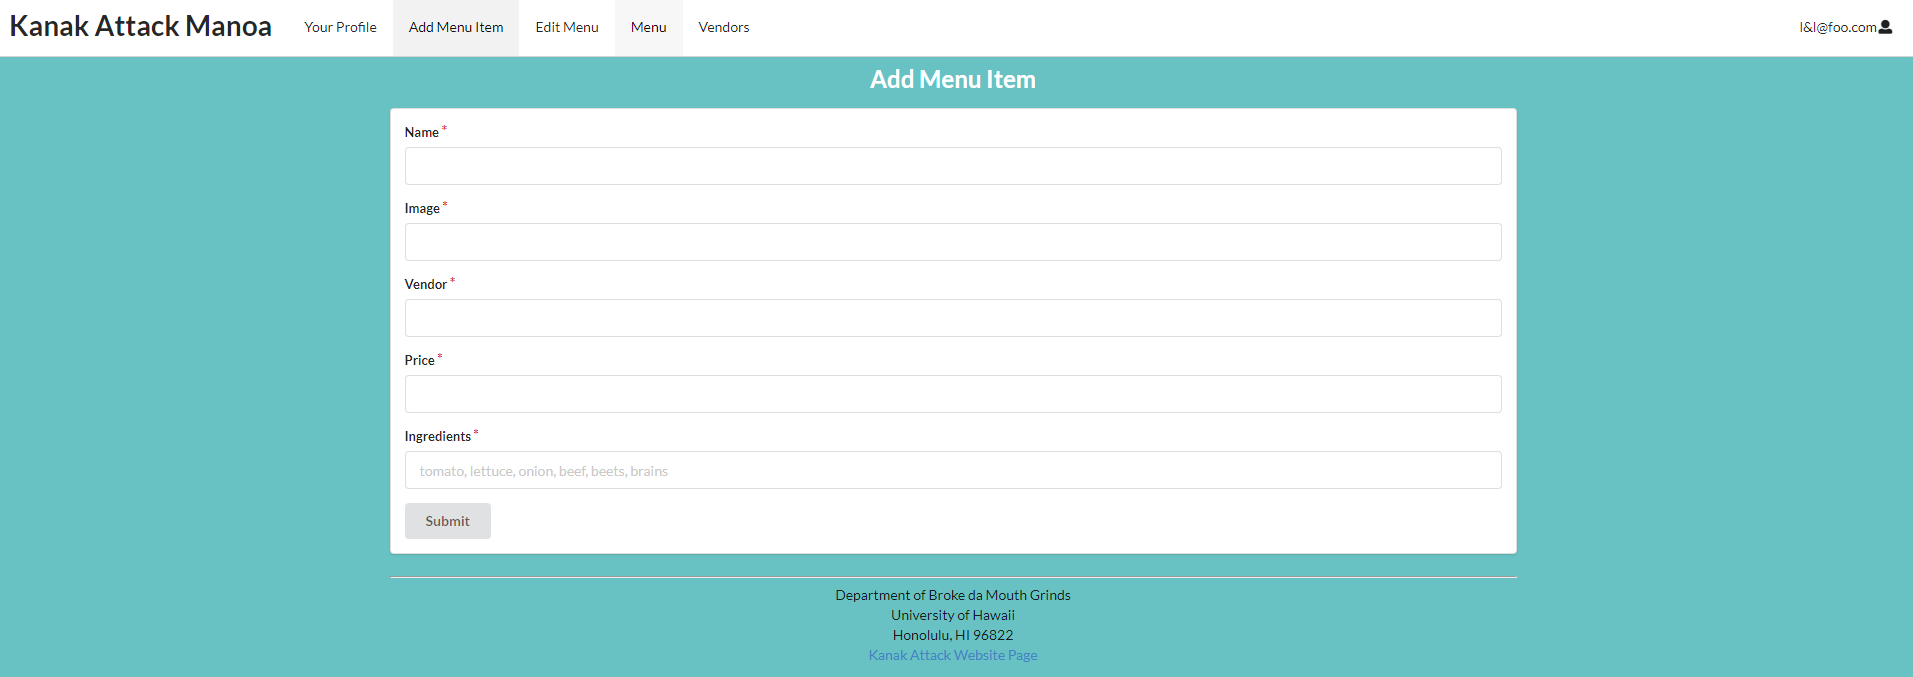 Kanak Attack Manoa Your Profile Add Menu Item Edit Menu Menu Vendors l&l@foo.com
Add Menu Item
Name *
Image *
Vendor *
Price *
Ingredients *
tomato, lettuce, onion, beef, beets, brains
Submit
Department of Broke da Mouth Grinds
University of Hawaii
Honolulu, HI 96822
Kanak Attack Website Page